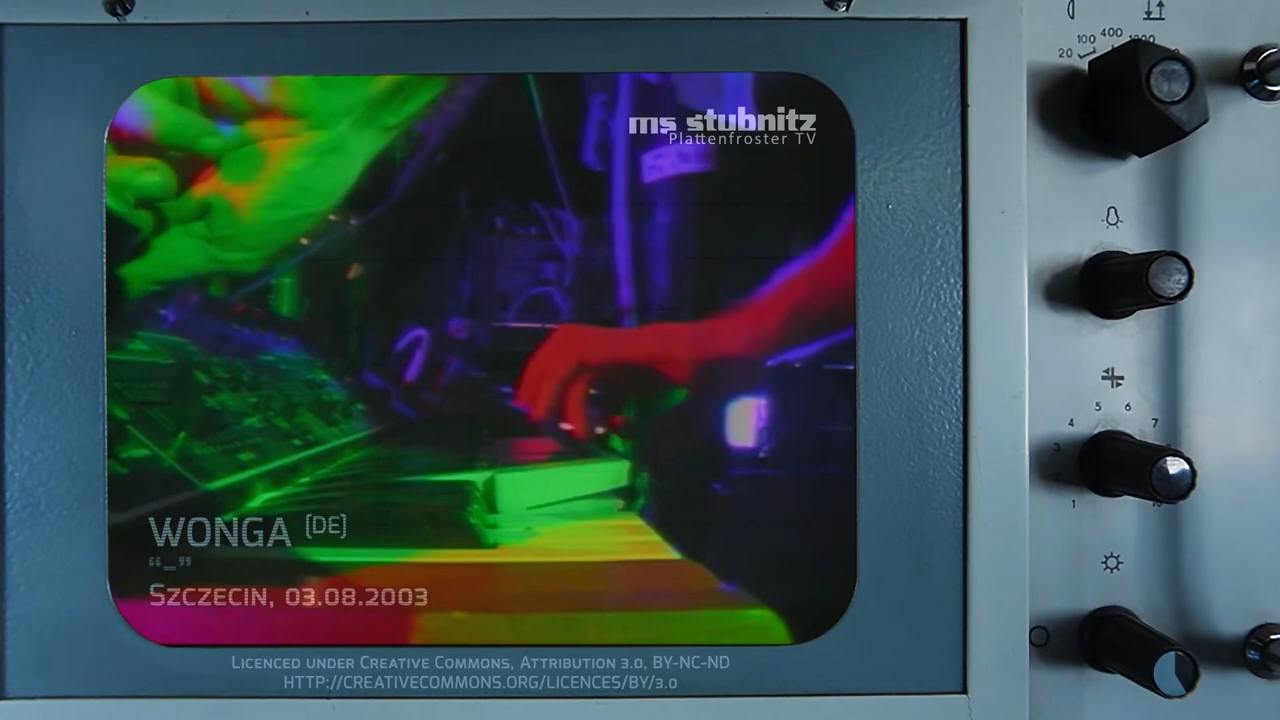 20 100 400 1000
ms stubnitz
Plattenfroster TV
5 6
4 7
3
1 10
WONGA [DE]
“_”
SZCZECIN, 03.08.2003
LICENCED UNDER CREATIVE COMMONS, ATTRIBUTION 3.0, BY-NC-ND
HTTP://CREATIVECOMMONS.ORG/LICENCES/BY/3.0